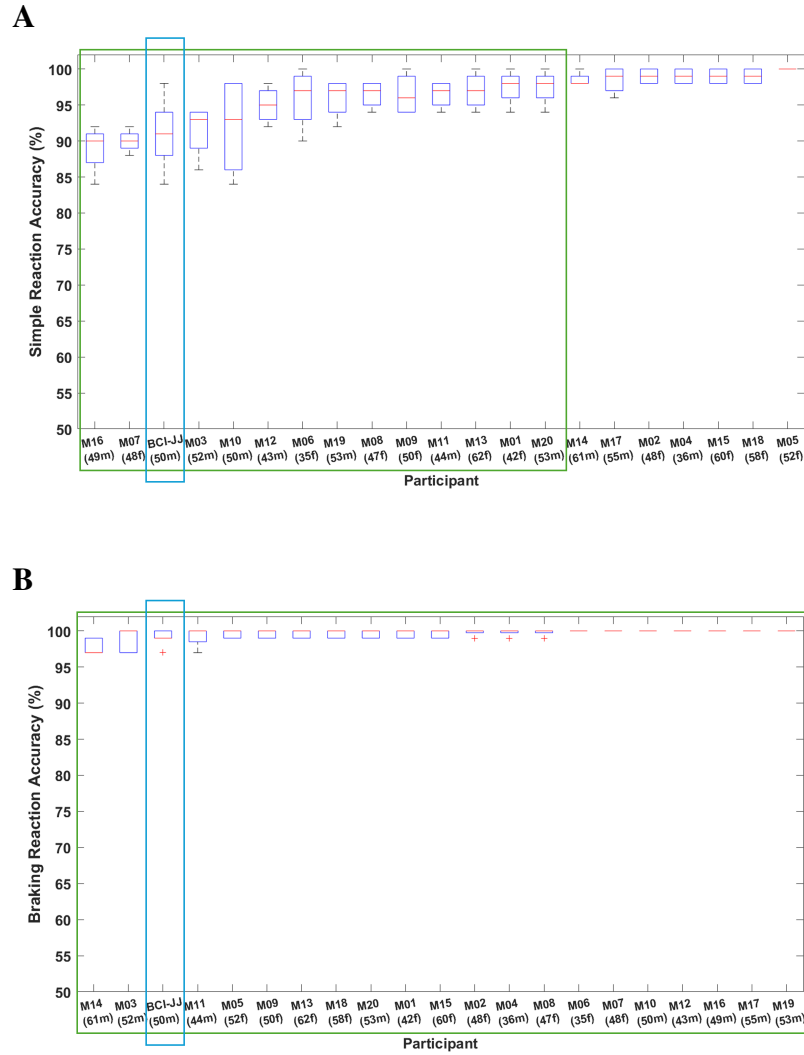 A
100
95
90
85
80
75
70
65
60
55
50
Simple Reaction Accuracy (%)
M16 M07 BCI-JJ M03 M10 M12 M06 M19 M08 M09 M11 M13 M01 M20 M14 M17 M02 M04 M15 M18 M05
(49m) (48f) (50m) (52m) (50m) (43m) (35f) (53m) (47f) (50f) (44m) (62f) (42f) (53m) (61m) (55m) (48f) (36m) (60f) (58f) (52f)
Participant
B
100
95
90
85
80
75
70
65
60
55
50
Braking Reaction Accuracy (%)
M14 M03 BCI-JJ M11 M05 M09 M13 M18 M20 M01 M15 M02 M04 M08 M06 M07 M10 M12 M16 M17 M19
(61m) (52m) (50m) (44m) (52f) (50f) (62f) (58f) (53m) (42f) (60f) (48f) (36m) (47f) (35f) (48f) (50m) (43m) (49m) (55m) (53m)
Participant